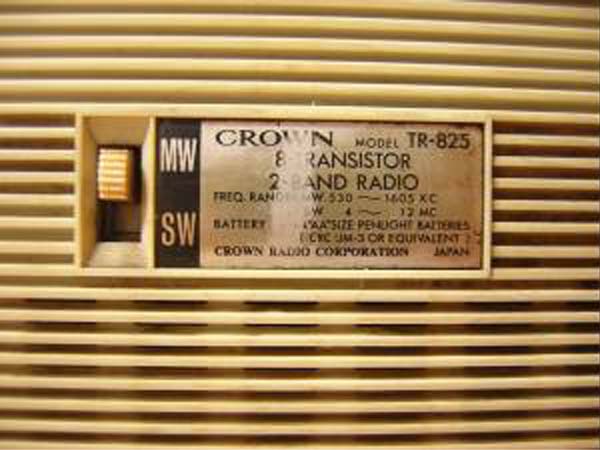 MW
SW
CROWN MODEL TR-825
8 TRANSISTOR
2-BAND RADIO
FREQ. RANGE MW. 530 ~ 1605 KC
SW 4 ~ 12 MC
BATTERY "AA" SIZE PENLIGHT BATTERIES
UM-3 OR EQUIVALENT
CROWN RADIO CORPORATION JAPAN